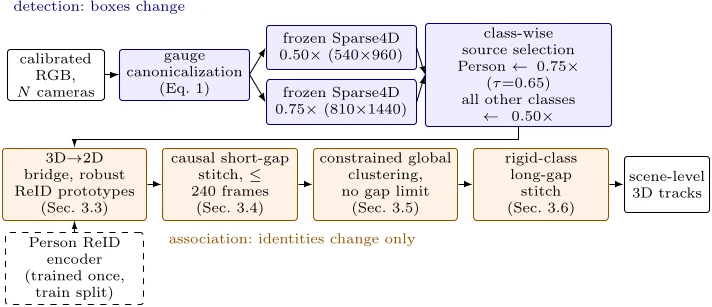 detection: boxes change
calibrated
RGB,
N cameras
gauge
canonicalization
(Eq. 1)
frozen Sparse4D
0.50× (540×960)
frozen Sparse4D
0.75× (810×1440)
class-wise
source selection
Person ← 0.75×
(τ=0.65)
all other classes
← 0.50×
3D→2D
bridge, robust
ReID prototypes
(Sec. 3.3)
causal short-gap
stitch, ≤
240 frames
(Sec. 3.4)
constrained global
clustering,
no gap limit
(Sec. 3.5)
rigid-class
long-gap
stitch
(Sec. 3.6)
scene-level
3D tracks
Person ReID
encoder
(trained once,
train split)
association: identities change only